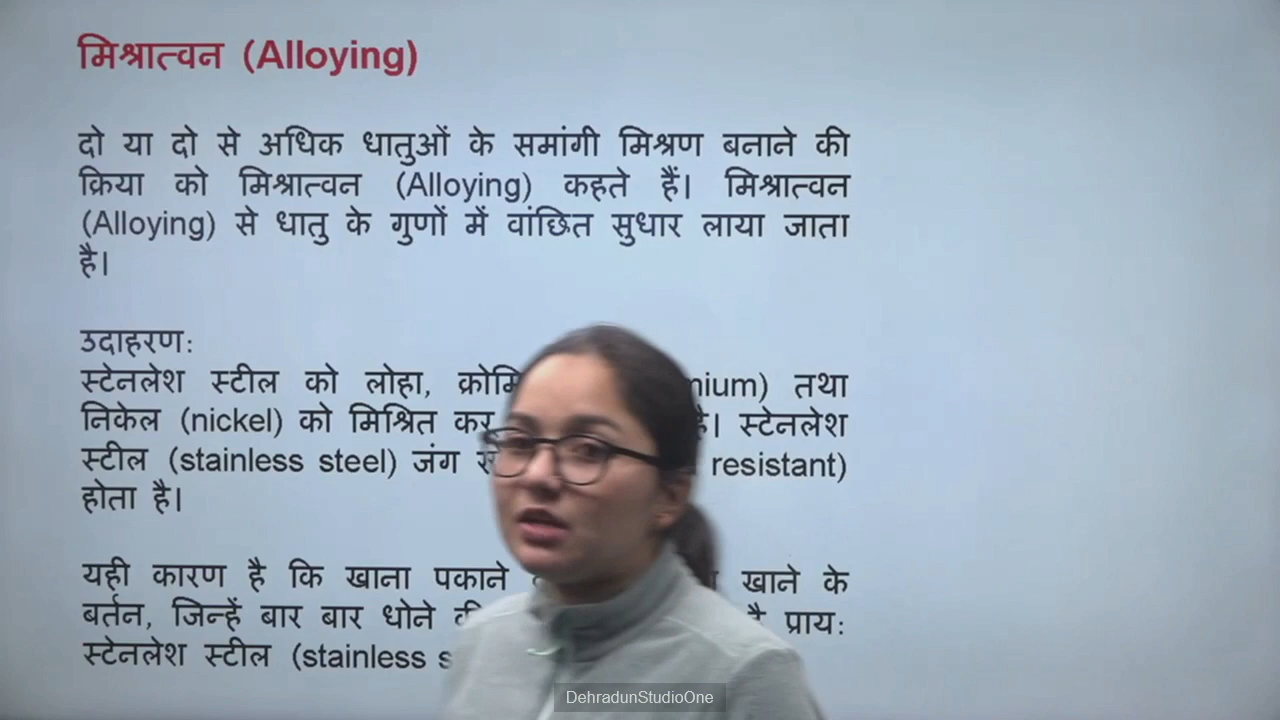 मिश्रात्वन (Alloying)
दो या दो से अधिक धातुओं के समांगी मिश्रण बनाने की
क्रिया को मिश्रात्वन (Alloying) कहते हैं। मिश्रात्वन
(Alloying) से धातु के गुणों में वांछित सुधार लाया जाता
है।
उदाहरण:
स्टेनलेश स्टील को लोहा, तथा
निकेल (nickel) को मिश्रित कर है। स्टेनलेश
स्टील (stainless steel) जंग resistant)
होता है।
यही कारण है कि खाना पकाने खाने के
बर्तन, जिन्हें बार बार धोने है प्राय:
स्टेनलेश स्टील (stainless
DehradunStudioOne